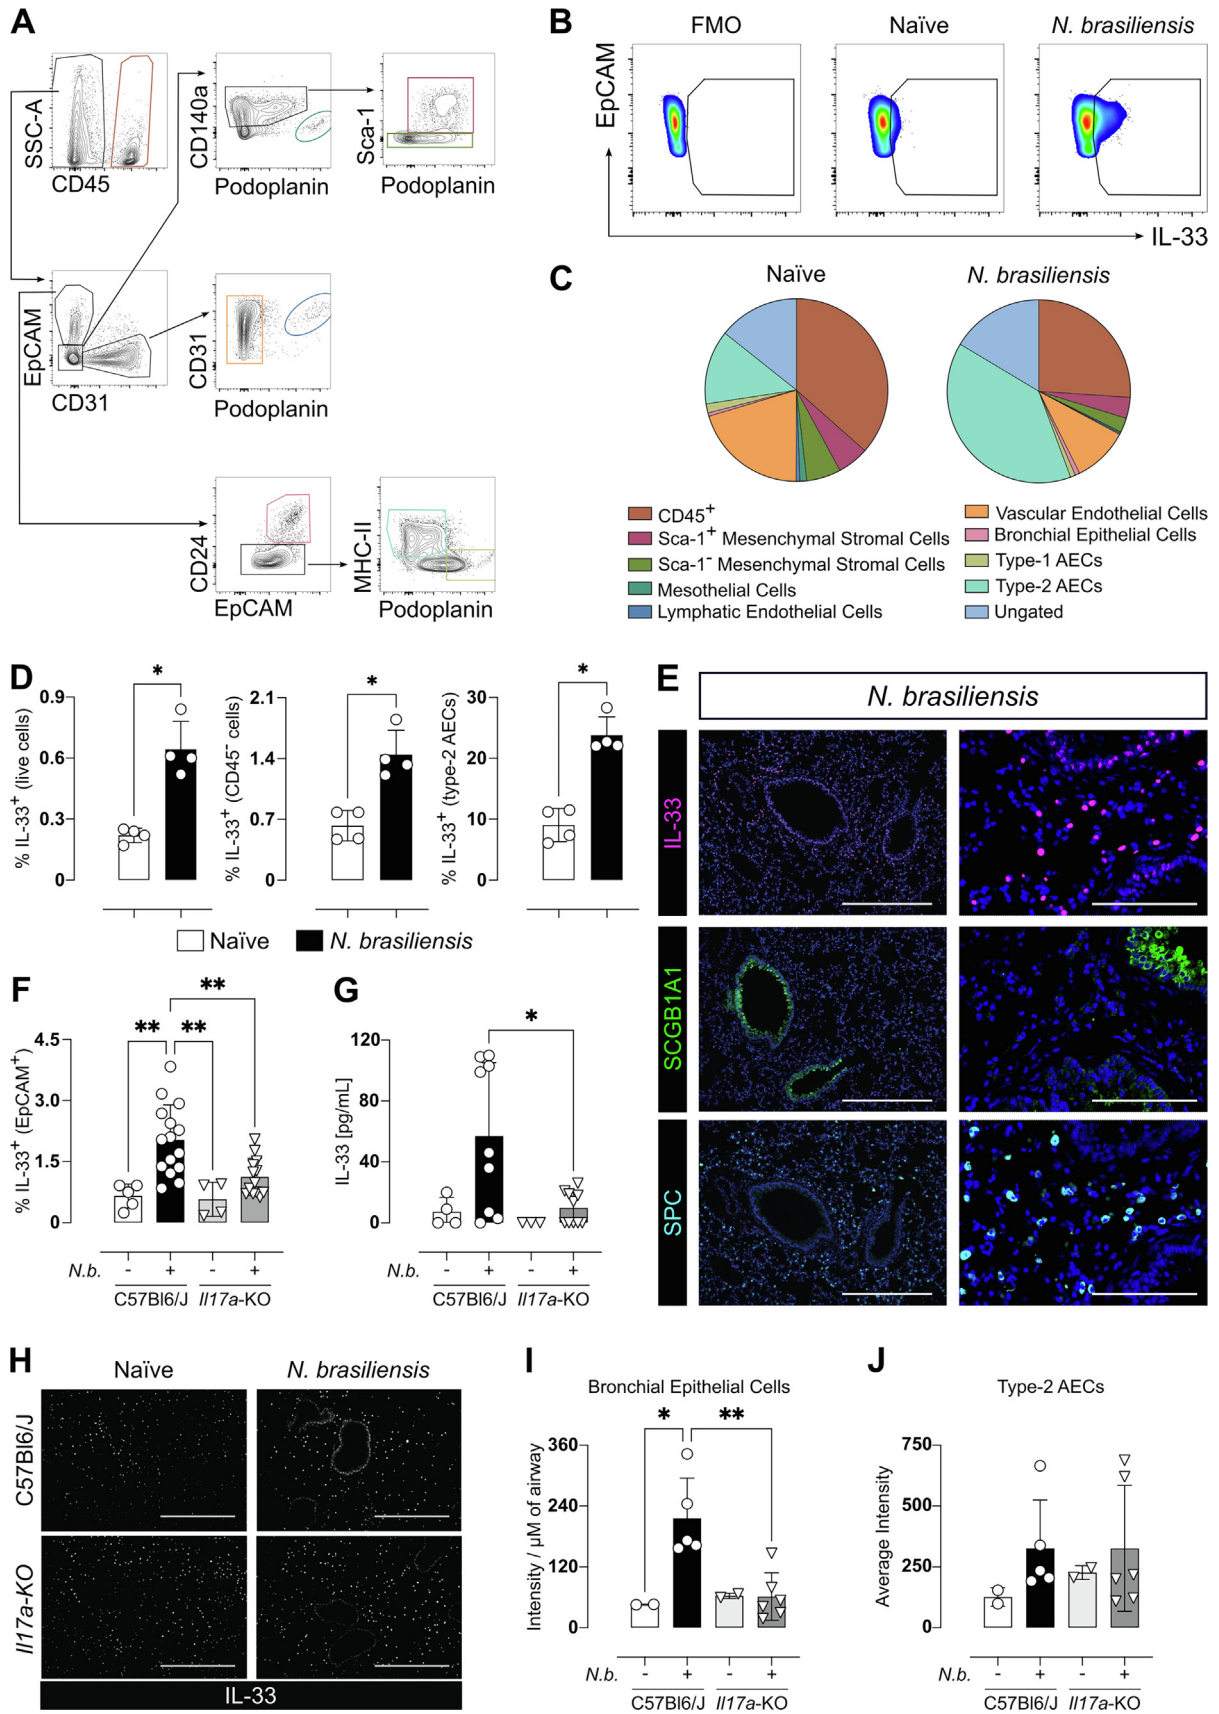 A
SSC-A
CD45
CD140a
Podoplanin
Sca-1
Podoplanin
EpCAM
CD31
CD31
Podoplanin
CD24
EpCAM
MHC-II
Podoplanin
B
FMO
Naïve
N. brasiliensis
EpCAM
IL-33
C
Naïve
N. brasiliensis
CD45+
Sca-1+ Mesenchymal Stromal Cells
Sca-1- Mesenchymal Stromal Cells
Mesothelial Cells
Lymphatic Endothelial Cells
Vascular Endothelial Cells
Bronchial Epithelial Cells
Type-1 AECs
Type-2 AECs
Ungated
D
% IL-33+ (live cells)
0.9
0.6
0.3
0
*
% IL-33+ (CD45- cells)
2.1
1.4
0.7
0
*
% IL-33+ (type-2 AECs)
30
20
10
0
*
Naïve
N. brasiliensis
E
N. brasiliensis
IL-33
SCGB1A1
SPC
F
% IL-33+ (EpCAM+)
4.5
3.0
1.5
0
**
**
**
N.b. - + - +
C57Bl6/J Il17a-KO
G
IL-33 [pg/mL]
120
80
40
0
*
- + - +
C57Bl6/J Il17a-KO
H
Naïve
N. brasiliensis
C57Bl6/J
Il17a-KO
IL-33
I
Bronchial Epithelial Cells
Intensity / µM of airway
360
240
120
0
*
**
N.b. - + - +
C57Bl6/J Il17a-KO
J
Type-2 AECs
Average Intensity
750
500
250
0
N.b. - + - +
C57Bl6/J Il17a-KO